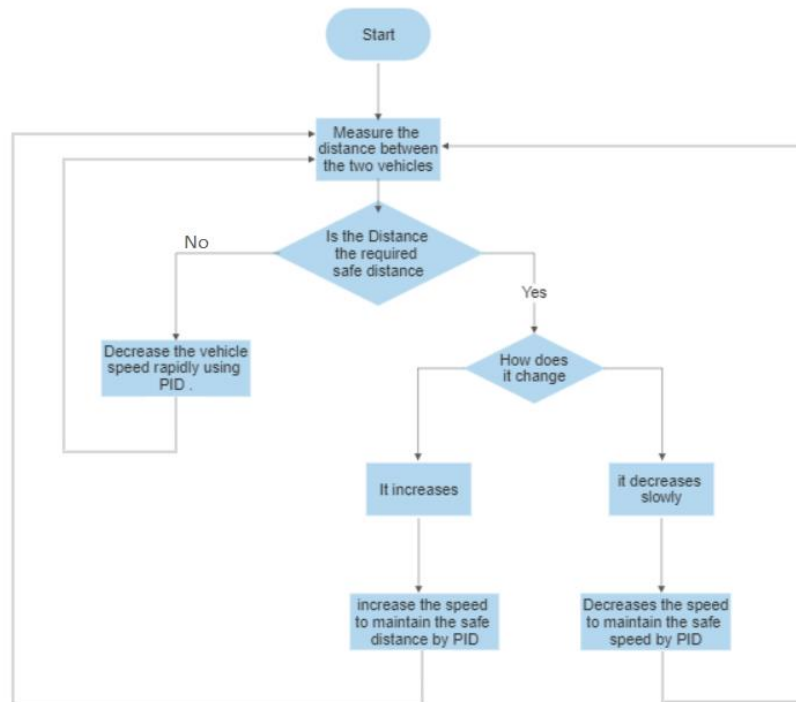 Start
Measure the
distance between
the two vehicles
Is the Distance
the required
safe distance
No
Yes
Decrease the vehicle
speed rapidly using
PID .
How does
it change
It increases
it decreases
slowly
increase the speed
to maintain the safe
distance by PID
Decreases the speed
to maintain the safe
speed by PID